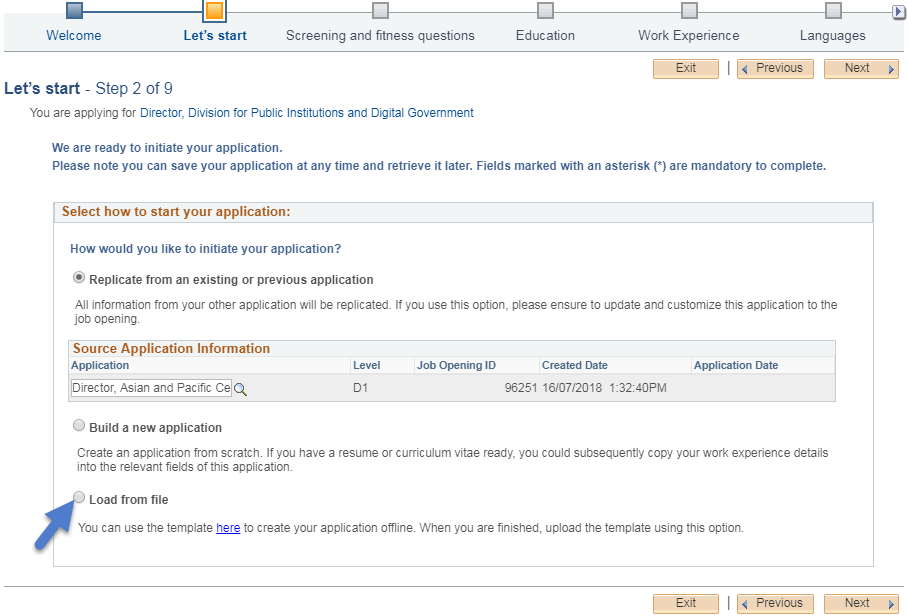 Welcome Let's start Screening and fitness questions Education Work Experience Languages
Exit | Previous Next
Let's start - Step 2 of 9
You are applying for Director, Division for Public Institutions and Digital Government
We are ready to initiate your application.
Please note you can save your application at any time and retrieve it later. Fields marked with an asterisk (*) are mandatory to complete.
Select how to start your application:
How would you like to initiate your application?
Replicate from an existing or previous application
All information from your other application will be replicated. If you use this option, please ensure to update and customize this application to the
job opening.
Source Application Information
Application Level Job Opening ID Created Date Application Date
Director, Asian and Pacific Ce D1 96251 16/07/2018 1:32:40PM
Build a new application
Create an application from scratch. If you have a resume or curriculum vitae ready, you could subsequently copy your work experience details
into the relevant fields of this application.
Load from file
You can use the template here to create your application offline. When you are finished, upload the template using this option.
Exit | Previous Next